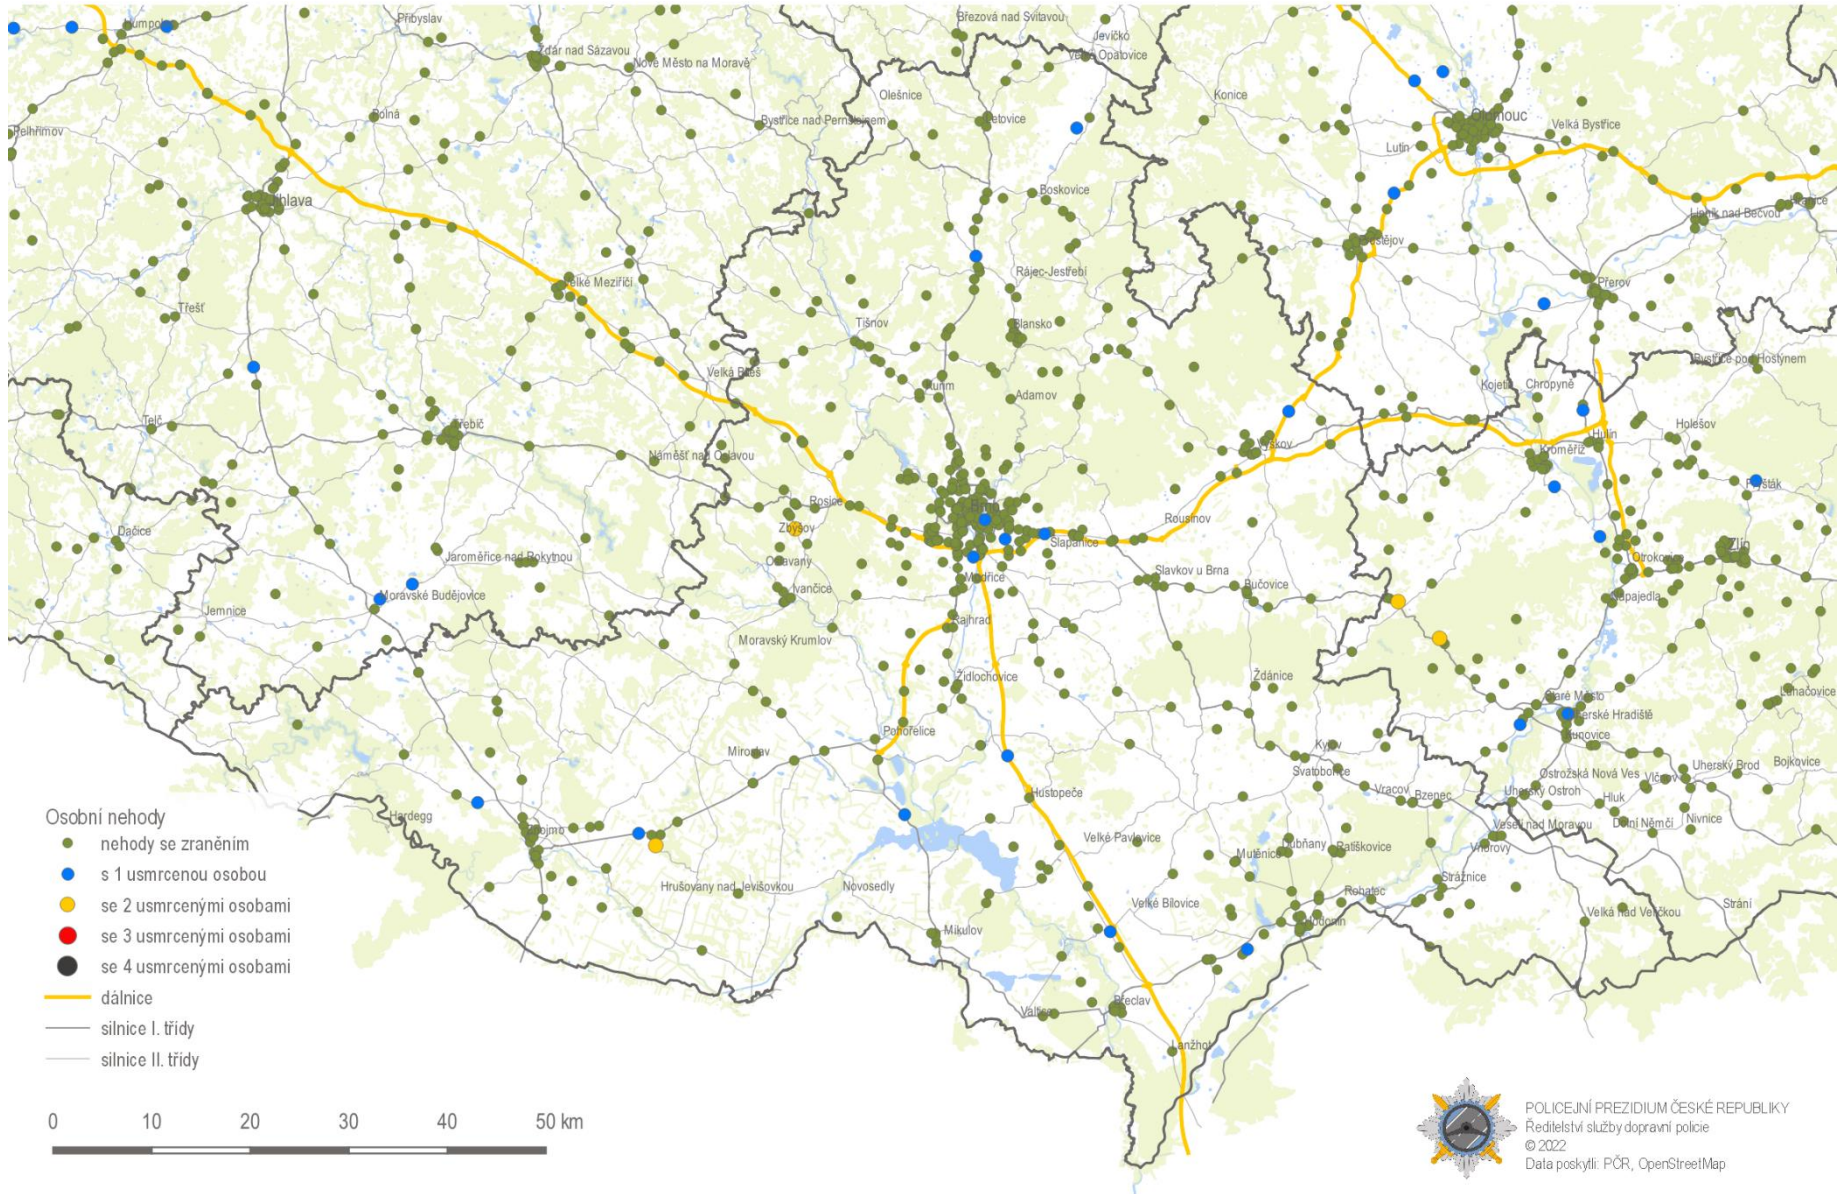 Humpolec
Přibyslav
Březová nad Svitavou
Jevíčko
Žďár nad Sázavou
Nové Město na Moravě
Velké Opatovice
Olešnice
Konice
Polná
Bystřice nad Pernštejnem
Letovice
Olomouc
Velká Bystřice
Pelhřimov
Lutín
Jihlava
Boskovice
Hranice
Lipník nad Bečvou
Prostějov
Rájec-Jestřebí
Velké Meziříčí
Přerov
Třešť
Tišnov
Blansko
Bystřice pod Hostýnem
Velká Bíteš
Kuřim
Adamov
Kojetín
Chropyně
Telč
Třebíč
Holešov
Hulín
Vyškov
Kroměříž
Náměšť nad Oslavou
Fryšták
Rosice
Brno
Rousínov
Dačice
Zbýšov
Šlapanice
Zlín
Jaroměřice nad Rokytnou
Oslavany
Otrokovice
Modřice
Slavkov u Brna
Bučovice
Ivančice
Moravské Budějovice
Napajedla
Jemnice
Rajhrad
Moravský Krumlov
Židlochovice
Ždánice
Staré Město
Luhačovice
Uherské Hradiště
Pohořelice
Kunovice
Miroslav
Kyjov
Svatobořice
Uherský Brod
Bojkovice
Ostrožská Nová Ves
Vlčnov
Hustopeče
Vracov
Bzenec
Uherský Ostroh
Hluk
Osobní nehody
Hardegg
Dolní Němčí
Nivnice
Znojmo
Velké Pavlovice
Veselí nad Moravou
nehody se zraněním
Vnorovy
Mutěnice
Dubňany
Ratíškovice
s 1 usmrcenou osobou
Hrušovany nad Jevišovkou
Novosedly
Rohatec
Strážnice
se 2 usmrcenými osobami
Velké Bílovice
Strání
Velká nad Veličkou
Hodonín
se 3 usmrcenými osobami
Mikulov
se 4 usmrcenými osobami
dálnice
Břeclav
Valtice
silnice I. třídy
Lanžhot
silnice II. třídy
0 10 20 30 40 50 km
POLICEJNÍ PREZIDIUM ČESKÉ REPUBLIKY
Ředitelství služby dopravní policie
© 2022
Data poskytli: PČR, OpenStreetMap